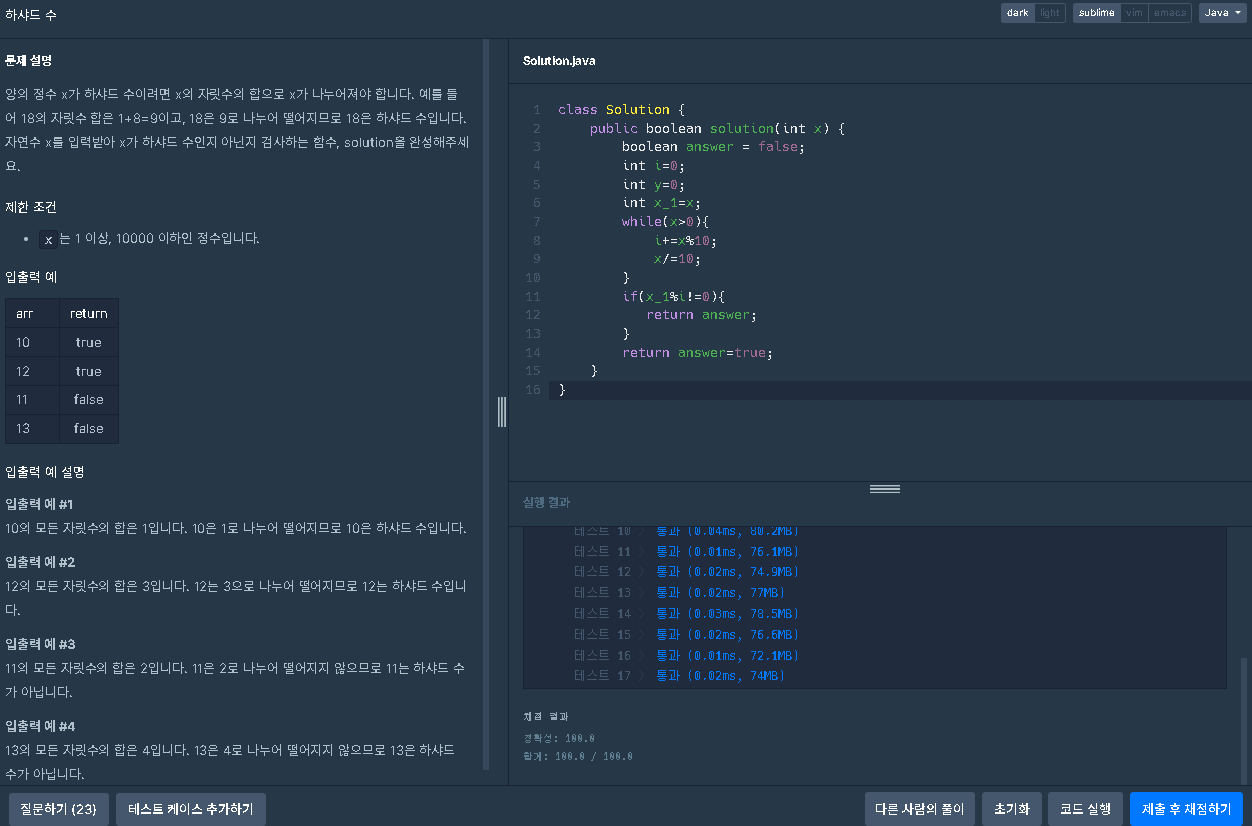 하샤드 수
dark light sublime vim emacs Java
문제 설명
양의 정수 x가 하샤드 수이려면 x의 자릿수의 합으로 x가 나누어져야 합니다. 예를 들
어 18의 자릿수 합은 1+8=9이고, 18은 9로 나누어 떨어지므로 18은 하샤드 수입니다.
자연수 x를 입력받아 x가 하샤드 수인지 아닌지 검사하는 함수, solution을 완성해주세
요.
제한 조건
• x 는 1 이상, 10000 이하인 정수입니다.
입출력 예
arr return
10 true
12 true
11 false
13 false
입출력 예 설명
입출력 예 #1
10의 모든 자릿수의 합은 1입니다. 10은 1로 나누어 떨어지므로 10은 하샤드 수입니다.
입출력 예 #2
12의 모든 자릿수의 합은 3입니다. 12는 3으로 나누어 떨어지므로 12는 하샤드 수입니
다.
입출력 예 #3
11의 모든 자릿수의 합은 2입니다. 11은 2로 나누어 떨어지지 않으므로 11는 하샤드 수
가 아닙니다.
입출력 예 #4
13의 모든 자릿수의 합은 4입니다. 13은 4로 나누어 떨어지지 않으므로 13은 하샤드
수가 아닙니다.
Solution.java
1 class Solution {
2 public boolean solution(int x) {
3 boolean answer = false;
4 int i=0;
5 int y=0;
6 int x_1=x;
7 while(x>0){
8 i+=x%10;
9 x/=10;
10 }
11 if(x_1%i!=0){
12 return answer;
13 }
14 return answer=true;
15 }
16 }
실행 결과
테스트 10 〉 통과 (0.04ms, 80.2MB)
테스트 11 〉 통과 (0.01ms, 76.1MB)
테스트 12 〉 통과 (0.02ms, 74.9MB)
테스트 13 〉 통과 (0.02ms, 77MB)
테스트 14 〉 통과 (0.03ms, 78.5MB)
테스트 15 〉 통과 (0.02ms, 76.6MB)
테스트 16 〉 통과 (0.01ms, 72.1MB)
테스트 17 〉 통과 (0.02ms, 74MB)
채점 결과
정확성: 100.0
합계: 100.0 / 100.0
질문하기 (23) 테스트 케이스 추가하기 다른 사람의 풀이 초기화 코드 실행 제출 후 채점하기